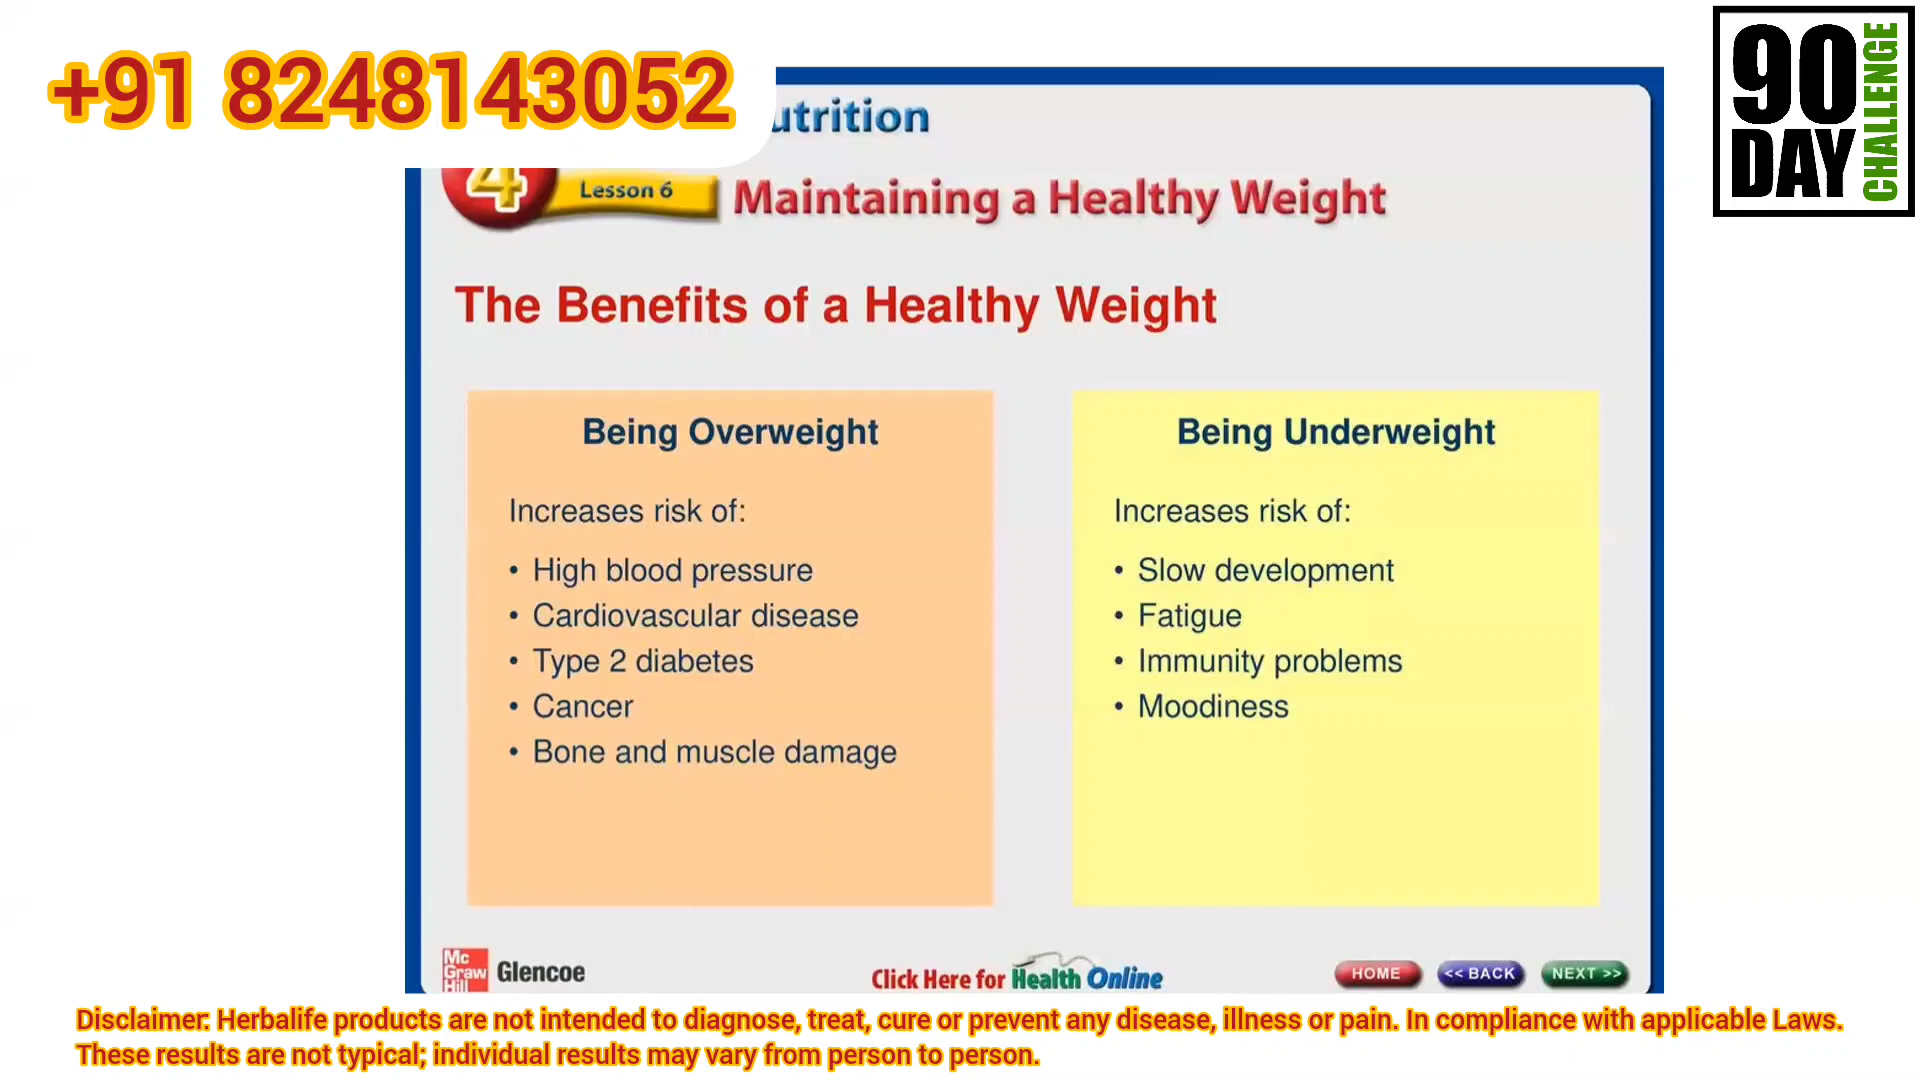 +91 8248143052
90
DAY
CHALLENGE
utrition
4
Lesson 6
Maintaining a Healthy Weight
The Benefits of a Healthy Weight
Being Overweight
Increases risk of:
• High blood pressure
• Cardiovascular disease
• Type 2 diabetes
• Cancer
• Bone and muscle damage
Being Underweight
Increases risk of:
• Slow development
• Fatigue
• Immunity problems
• Moodiness
Mc
Graw
Hill
Glencoe
Click Here for Health Online
HOME
<< BACK
NEXT >>
Disclaimer: Herbalife products are not intended to diagnose, treat, cure or prevent any disease, illness or pain. In compliance with applicable Laws.
These results are not typical; individual results may vary from person to person.